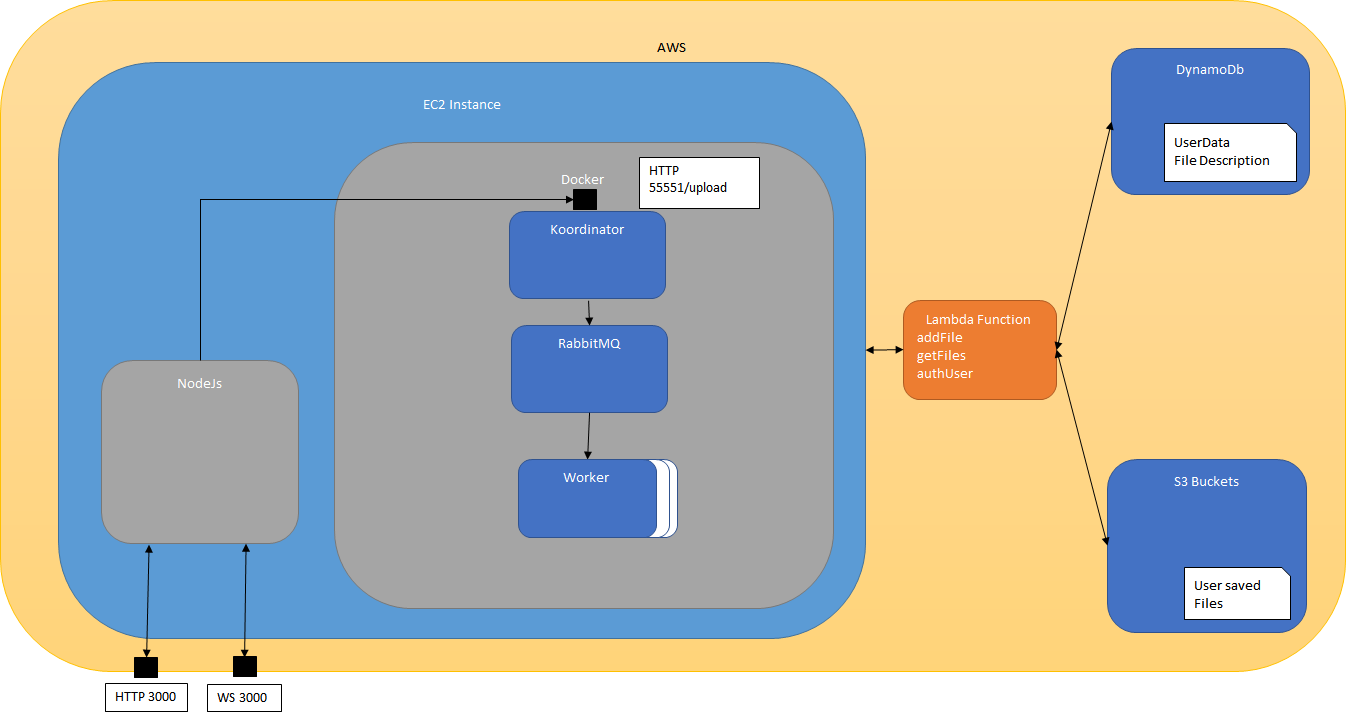 AWS
EC2 Instance
Docker
HTTP
55551/upload
Koordinator
RabbitMQ
Worker
NodeJs
HTTP 3000
WS 3000
Lambda Function
addFile
getFiles
authUser
DynamoDb
UserData
File Description
S3 Buckets
User saved
Files